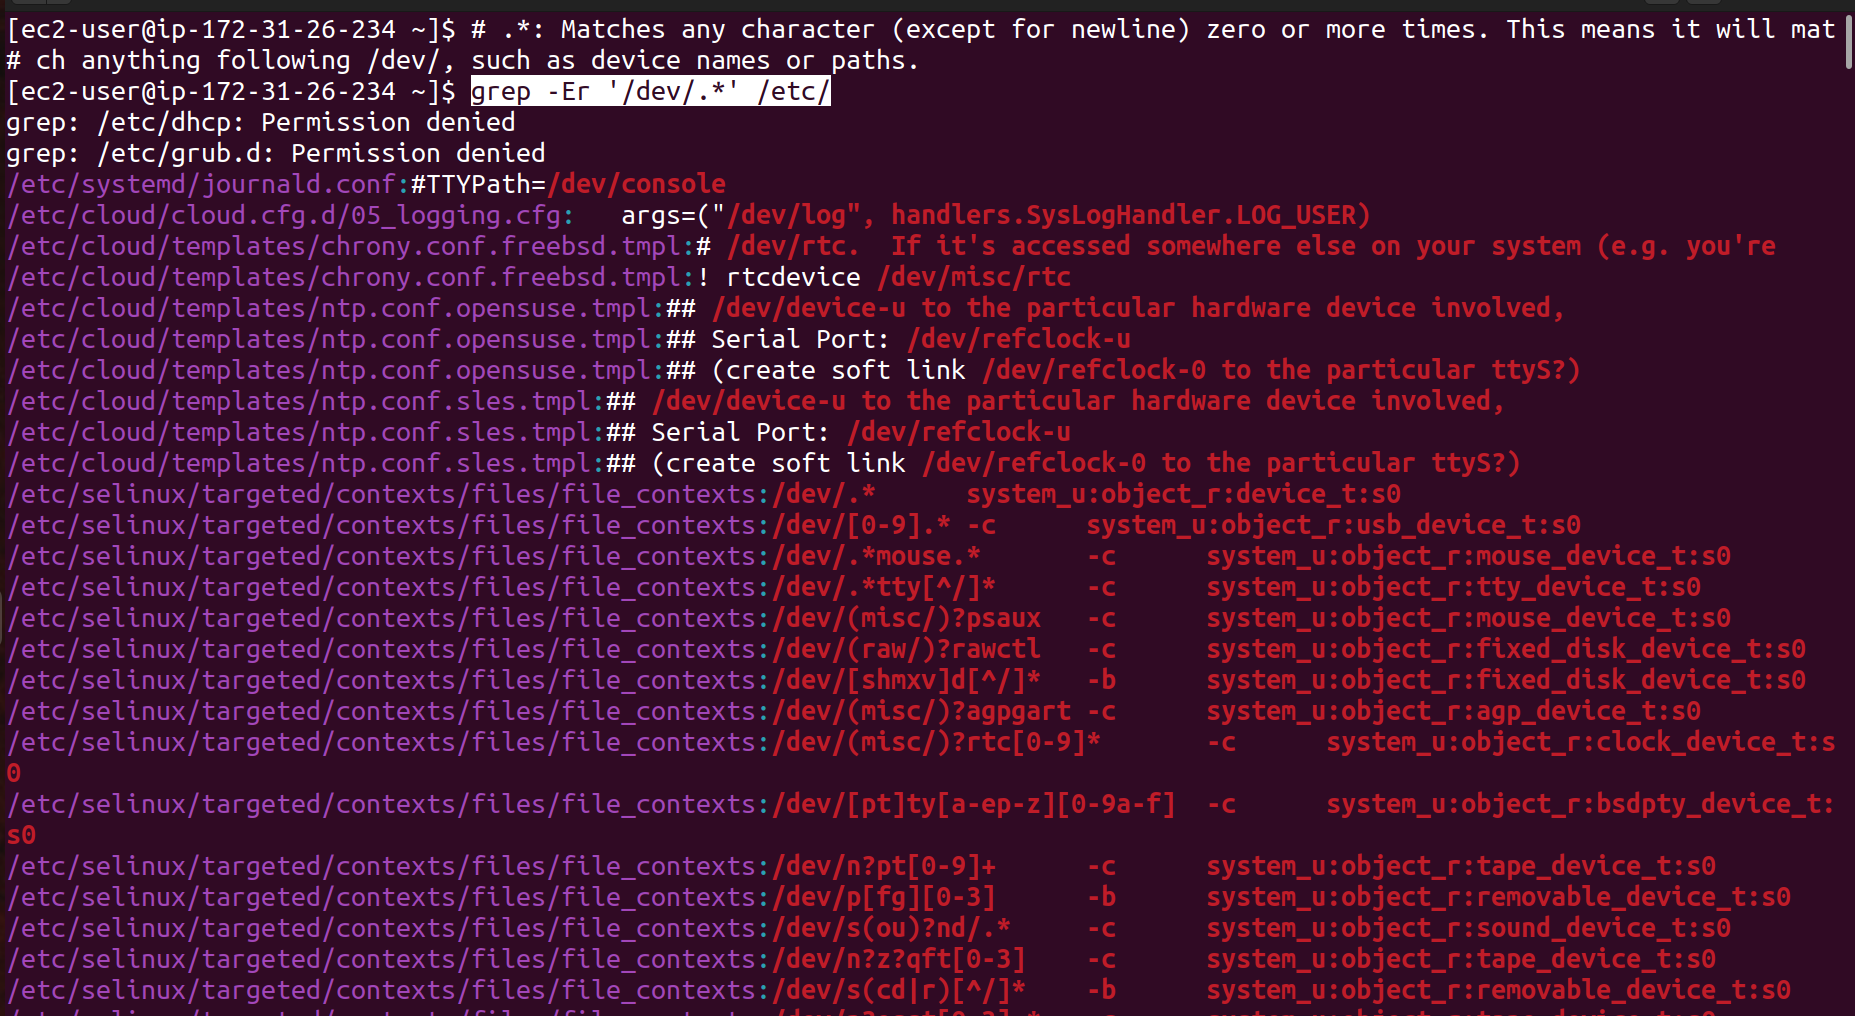 [ec2-user@ip-172-31-26-234 ~]$ # .*: Matches any character (except for newline) zero or more times. This means it will mat
# ch anything following /dev/, such as device names or paths.
[ec2-user@ip-172-31-26-234 ~]$ grep -Er '/dev/.*' /etc/
grep: /etc/dhcp: Permission denied
grep: /etc/grub.d: Permission denied
/etc/systemd/journald.conf:#TTYPath=/dev/console
/etc/cloud/cloud.cfg.d/05_logging.cfg:   args=("/dev/log", handlers.SysLogHandler.LOG_USER)
/etc/cloud/templates/chrony.conf.freebsd.tmpl:# /dev/rtc.  If it's accessed somewhere else on your system (e.g. you're
/etc/cloud/templates/chrony.conf.freebsd.tmpl:! rtcdevice /dev/misc/rtc
/etc/cloud/templates/ntp.conf.opensuse.tmpl:## /dev/device-u to the particular hardware device involved,
/etc/cloud/templates/ntp.conf.opensuse.tmpl:## Serial Port: /dev/refclock-u
/etc/cloud/templates/ntp.conf.opensuse.tmpl:## (create soft link /dev/refclock-0 to the particular ttyS?)
/etc/cloud/templates/ntp.conf.sles.tmpl:## /dev/device-u to the particular hardware device involved,
/etc/cloud/templates/ntp.conf.sles.tmpl:## Serial Port: /dev/refclock-u
/etc/cloud/templates/ntp.conf.sles.tmpl:## (create soft link /dev/refclock-0 to the particular ttyS?)
/etc/selinux/targeted/contexts/files/file_contexts:/dev/.*      system_u:object_r:device_t:s0
/etc/selinux/targeted/contexts/files/file_contexts:/dev/[0-9].* -c      system_u:object_r:usb_device_t:s0
/etc/selinux/targeted/contexts/files/file_contexts:/dev/.*mouse.*       -c      system_u:object_r:mouse_device_t:s0
/etc/selinux/targeted/contexts/files/file_contexts:/dev/.*tty[^/]*      -c      system_u:object_r:tty_device_t:s0
/etc/selinux/targeted/contexts/files/file_contexts:/dev/(misc/)?psaux   -c      system_u:object_r:mouse_device_t:s0
/etc/selinux/targeted/contexts/files/file_contexts:/dev/(raw/)?rawctl   -c      system_u:object_r:fixed_disk_device_t:s0
/etc/selinux/targeted/contexts/files/file_contexts:/dev/[shmxv]d[^/]*   -b      system_u:object_r:fixed_disk_device_t:s0
/etc/selinux/targeted/contexts/files/file_contexts:/dev/(misc/)?agpgart -c      system_u:object_r:agp_device_t:s0
/etc/selinux/targeted/contexts/files/file_contexts:/dev/(misc/)?rtc[0-9]*       -c      system_u:object_r:clock_device_t:s
0
/etc/selinux/targeted/contexts/files/file_contexts:/dev/[pt]ty[a-ep-z][0-9a-f]  -c      system_u:object_r:bsdpty_device_t:
s0
/etc/selinux/targeted/contexts/files/file_contexts:/dev/n?pt[0-9]+      -c      system_u:object_r:tape_device_t:s0
/etc/selinux/targeted/contexts/files/file_contexts:/dev/p[fg][0-3]      -b      system_u:object_r:removable_device_t:s0
/etc/selinux/targeted/contexts/files/file_contexts:/dev/s(ou)?nd/.*     -c      system_u:object_r:sound_device_t:s0
/etc/selinux/targeted/contexts/files/file_contexts:/dev/n?z?qft[0-3]    -c      system_u:object_r:tape_device_t:s0
/etc/selinux/targeted/contexts/files/file_contexts:/dev/s(cd|r)[^/]*    -b      system_u:object_r:removable_device_t:s0